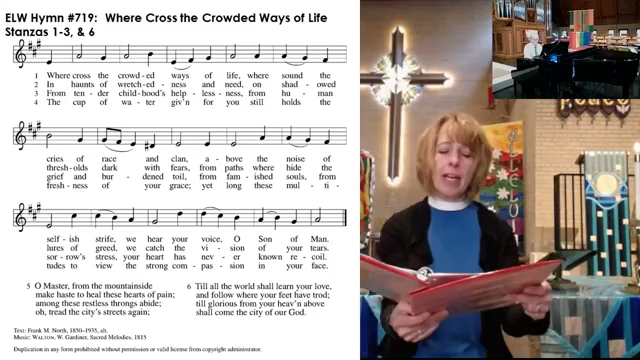 ELW Hymn #719: Where Cross the Crowded Ways of Life
Stanzas 1-3, & 6
1 Where cross the crowd - ed ways of life, where sound the
2 In haunts of wretch - ed - ness and need, on shad - owed
3 From ten - der child - hood's help - less - ness, from hu - man
4 The cup of wa - ter giv'n for you still holds the
cries of race and clan, a - bove the noise of
thresh - olds dark with fears, from paths where hide the
grief and bur - dened toil, from fam - ished souls, from
fresh - ness of your grace; yet long these mul - ti -
self - ish strife, we hear your voice, O Son of Man.
lures of greed, we catch the vi - sion of your tears.
sor - row's stress, your heart has nev - er known re - coil.
tudes to view the strong com - pas - sion in your face.
5 O Master, from the mountainside
make haste to heal these hearts of pain;
among these restless throngs abide;
oh, tread the city's streets again;
6 Till all the world shall learn your love,
and follow where your feet have trod;
till glorious from your heav'n above
shall come the city of our God.
Text: Frank M. North, 1850–1935, alt.
Music: WALTON, W. Gardiner, Sacred Melodies, 1815
Duplication in any form prohibited without permission or valid license from copyright administrator.
peace